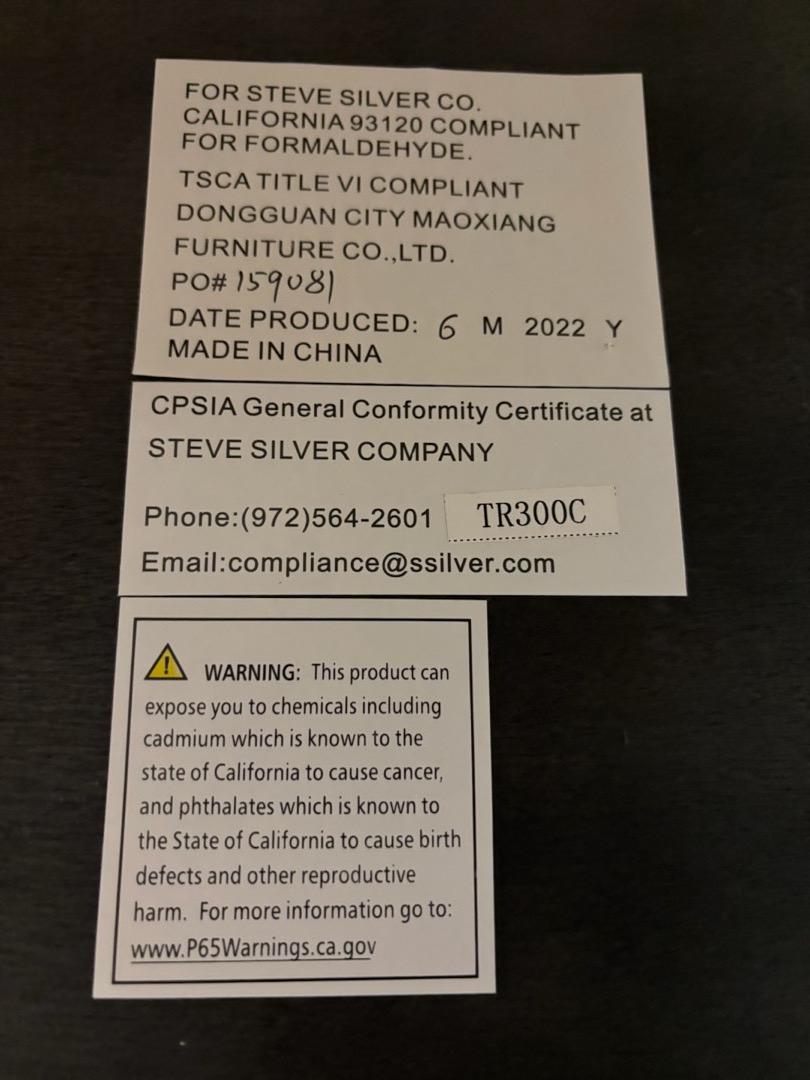 FOR STEVE SILVER CO.
CALIFORNIA 93120 COMPLIANT
FOR FORMALDEHYDE.
TSCA TITLE VI COMPLIANT
DONGGUAN CITY MAOXIANG
FURNITURE CO.,LTD.
PO# 159081
DATE PRODUCED: 6 M 2022 Y
MADE IN CHINA
CPSIA General Conformity Certificate at
STEVE SILVER COMPANY
Phone:(972)564-2601 TR300C
Email:compliance@ssilver.com
WARNING: This product can
expose you to chemicals including
cadmium which is known to the
state of California to cause cancer,
and phthalates which is known to
the State of California to cause birth
defects and other reproductive
harm. For more information go to:
www.P65Warnings.ca.gov